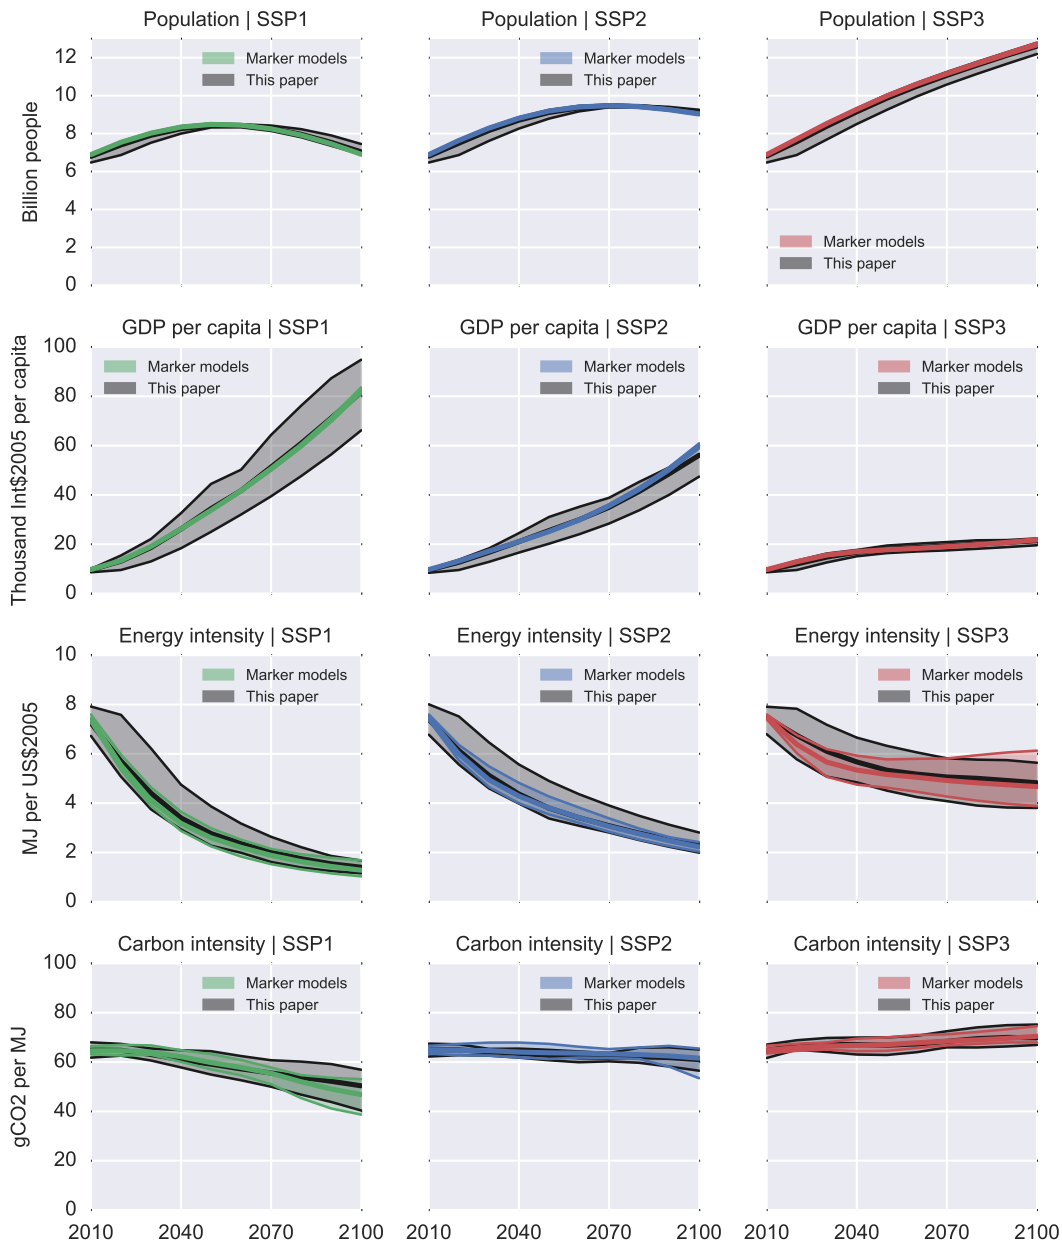 Population | SSP1
Population | SSP2
Population | SSP3
Billion people
12
10
8
6
4
2
0
Marker models
This paper
Marker models
This paper
Marker models
This paper
GDP per capita | SSP1
GDP per capita | SSP2
GDP per capita | SSP3
Thousand Int$2005 per capita
100
80
60
40
20
0
Marker models
This paper
Marker models
This paper
Marker models
This paper
Energy intensity | SSP1
Energy intensity | SSP2
Energy intensity | SSP3
MJ per US$2005
10
8
6
4
2
0
Marker models
This paper
Marker models
This paper
Marker models
This paper
Carbon intensity | SSP1
Carbon intensity | SSP2
Carbon intensity | SSP3
gCO2 per MJ
100
80
60
40
20
0
Marker models
This paper
Marker models
This paper
Marker models
This paper
2010 2040 2070 2100
2010 2040 2070 2100
2010 2040 2070 2100